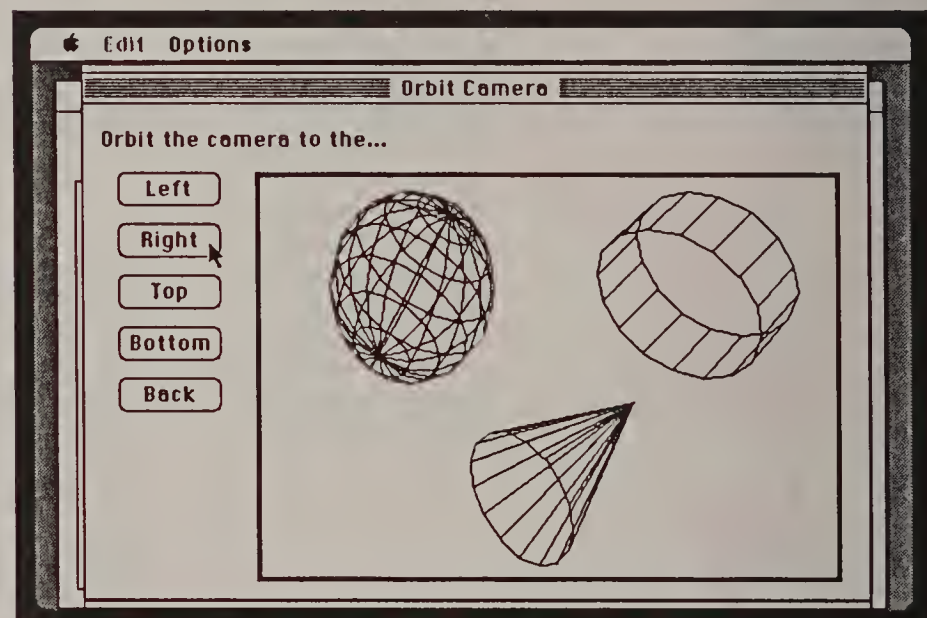 Edit Options
Orbit Camera
Orbit the camera to the...
Left
Right
Top
Bottom
Back